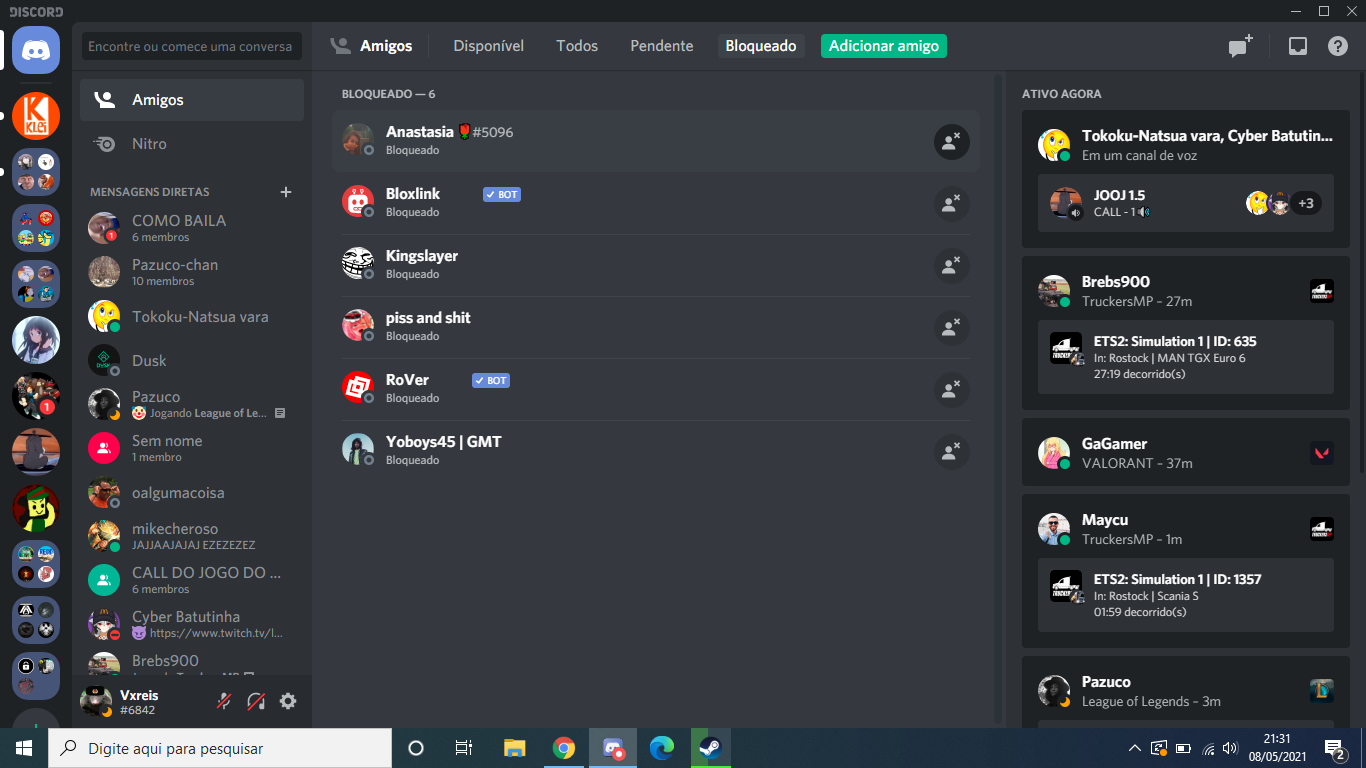 DISCORD
Encontre ou comece uma conversa
Amigos
Disponível
Todos
Pendente
Bloqueado
Adicionar amigo
Klei
Amigos
Nitro
MENSAGENS DIRETAS
COMO BAILA
6 membros
1
Pazuco-chan
10 membros
Tokoku-Natsua vara
Dusk
Pazuco
Jogando League of Le...
Sem nome
1 membro
oalgumacoisa
mikecheroso
JAJJAAJAJAJ EZEZEZEZ
CALL DO JOGO DO ...
6 membros
Cyber Batutinha
https://www.twitch.tv/l...
Brebs900
1
Vxreis
#6842
BLOQUEADO — 6
Anastasia 🌹#5096
Bloqueado
Bloxlink
BOT
Bloqueado
Kingslayer
Bloqueado
piss and shit
Bloqueado
RoVer
BOT
Bloqueado
Yoboys45 | GMT
Bloqueado
ATIVO AGORA
Tokoku-Natsua vara, Cyber Batutin...
Em um canal de voz
JOOJ 1.5
CALL - 1🔊
+3
Brebs900
TruckersMP – 27m
ETS2: Simulation 1 | ID: 635
In: Rostock | MAN TGX Euro 6
27:19 decorrido(s)
GaGamer
VALORANT – 37m
Maycu
TruckersMP – 1m
ETS2: Simulation 1 | ID: 1357
In: Rostock | Scania S
01:59 decorrido(s)
Pazuco
League of Legends – 3m
Digite aqui para pesquisar
21:31
08/05/2021
2